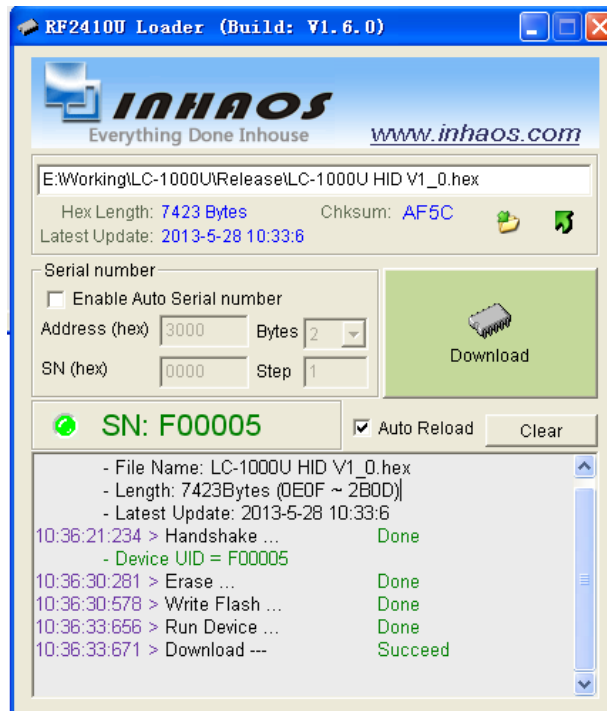 RF2410U Loader (Build: V1.6.0)
INHAOS
Everything Done Inhouse
www.inhaos.com
E:\Working\LC-1000U\Release\LC-1000U HID V1_0.hex
Hex Length: 7423 Bytes Chksum: AF5C
Latest Update: 2013-5-28 10:33:6
Serial number
Enable Auto Serial number
Address (hex) 3000 Bytes 2
SN (hex) 0000 Step 1
Download
SN: F00005
Auto Reload
Clear
- File Name: LC-1000U HID V1_0.hex
- Length: 7423Bytes (0E0F ~ 2B0D)
- Latest Update: 2013-5-28 10:33:6
10:36:21:234 > Handshake ... Done
- Device UID = F00005
10:36:30:281 > Erase ... Done
10:36:30:578 > Write Flash ... Done
10:36:33:656 > Run Device ... Done
10:36:33:671 > Download --- Succeed